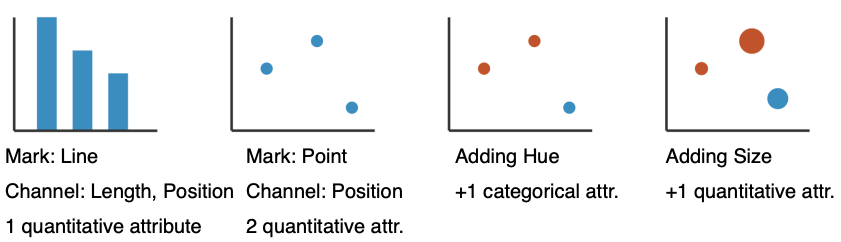 Mark: Line
Channel: Length, Position
1 quantitative attribute
Mark: Point
Channel: Position
2 quantitative attr.
Adding Hue
+1 categorical attr.
Adding Size
+1 quantitative attr.